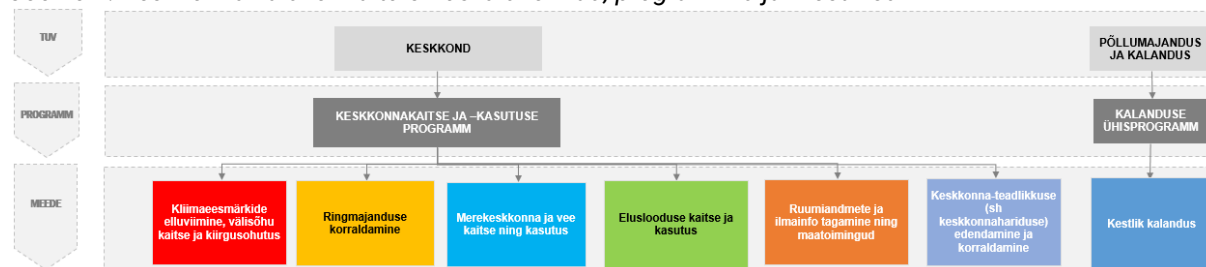 TUV
KESKKOND
PÕLLUMAJANDUS
JA KALANDUS
PROGRAMM
KESKKONNAKAITSE JA –KASUTUSE
PROGRAMM
KALANDUSE
ÜHISPROGRAMM
MEEDE
Kliimaeesmärkide
elluviimine, välisõhu
kaitse ja kiirgusohutus
Ringmajanduse
korraldamine
Merekeskkonna ja vee
kaitse ning kasutus
Eluslooduse kaitse ja
kasutus
Ruumiandmete ja
ilmainfo tagamine ning
maatoimingud
Keskkonna-teadlikkuse
(sh
keskkonnahariduse)
edendamine ja
korraldamine
Kestlik kalandus